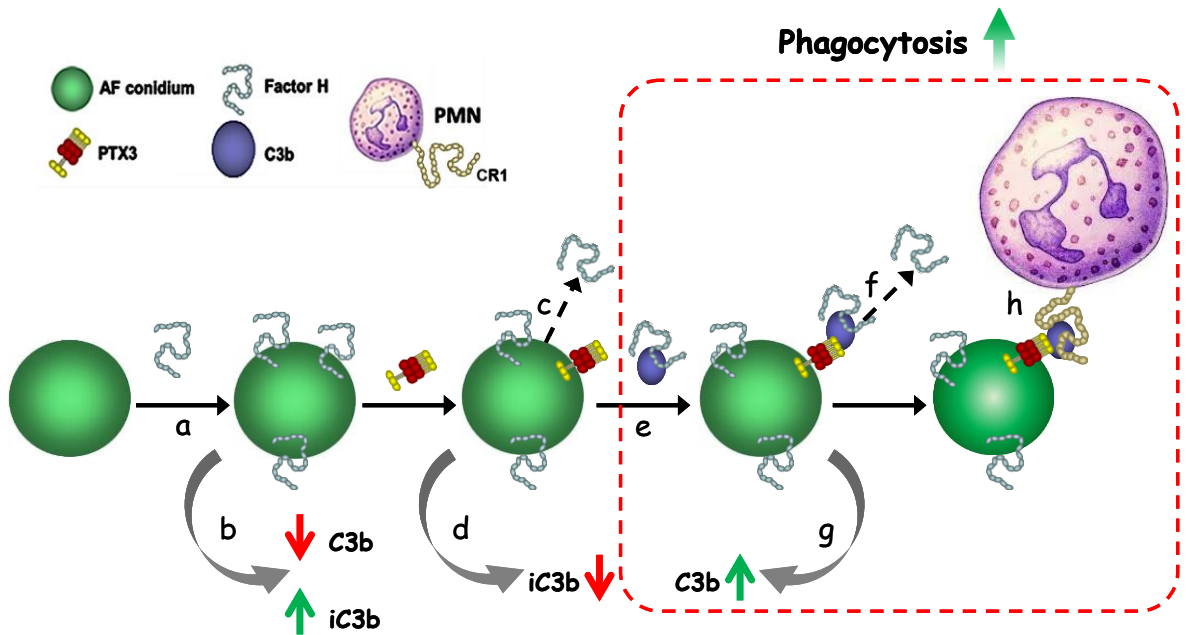 Phagocytosis
AF conidium
Factor H
PTX3
C3b
PMN
CR1
a
b
C3b
iC3b
c
d
iC3b
e
f
g
C3b
h